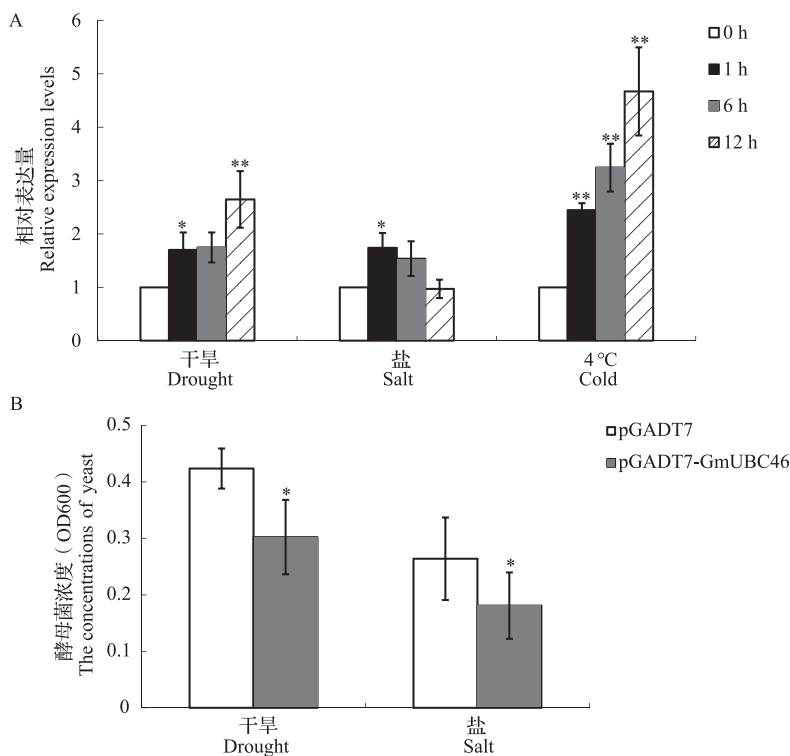 A
6
5
4
3
2
1
0
相对表达量
Relative expression levels
*
**
*
**
**
**
0 h
1 h
6 h
12 h
干旱
Drought
盐
Salt
4 ℃
Cold
B
0.5
0.4
0.3
0.2
0.1
0
酵母菌浓度（OD600）
The concentrations of yeast
*
*
pGADT7
pGADT7-GmUBC46
干旱
Drought
盐
Salt